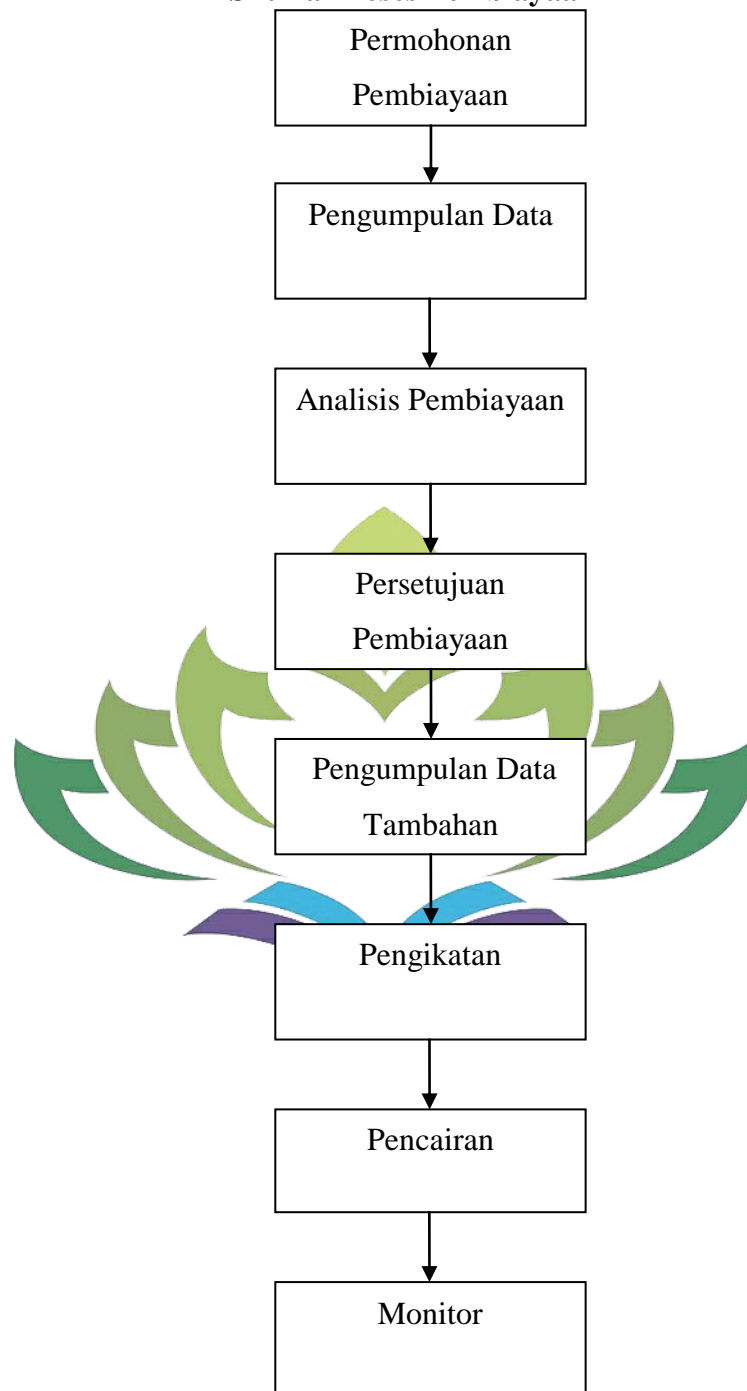 Permohonan
Pembiayaan
Pengumpulan Data
Analisis Pembiayaan
Persetujuan
Pembiayaan
Pengumpulan Data
Tambahan
Pengikatan
Pencairan
Monitor